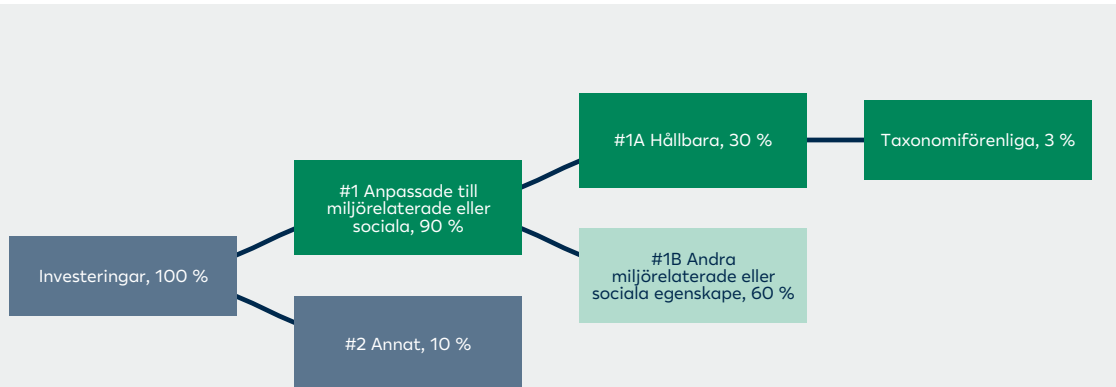 Investeringar, 100 %
#1 Anpassade till
miljörelaterade eller
sociala, 90 %
#2 Annat, 10 %
#1A Hållbara, 30 %
#1B Andra
miljörelaterade eller
sociala egenskape, 60 %
Taxonomiförenliga, 3 %